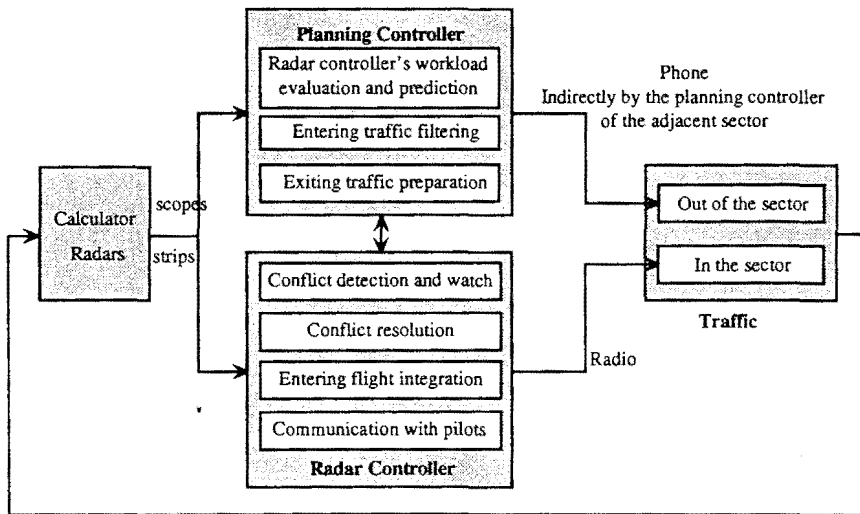 Planning Controller
Radar controller's workload
evaluation and prediction
Entering traffic filtering
Exiting traffic preparation
Phone
Indirectly by the planning controller
of the adjacent sector
Calculator
Radars
scopes
strips
Out of the sector
In the sector
Traffic
Conflict detection and watch
Conflict resolution
Entering flight integration
Communication with pilots
Radar Controller
Radio